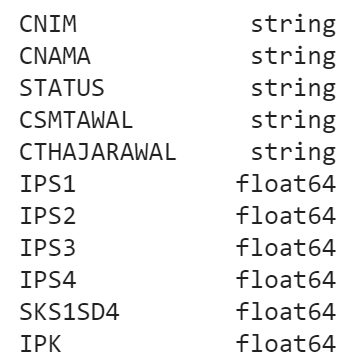 CNIM string
CNAMA string
STATUS string
CSMTAWAL string
CTHAJARAWAL string
IPS1 float64
IPS2 float64
IPS3 float64
IPS4 float64
SKS1SD4 float64
IPK float64